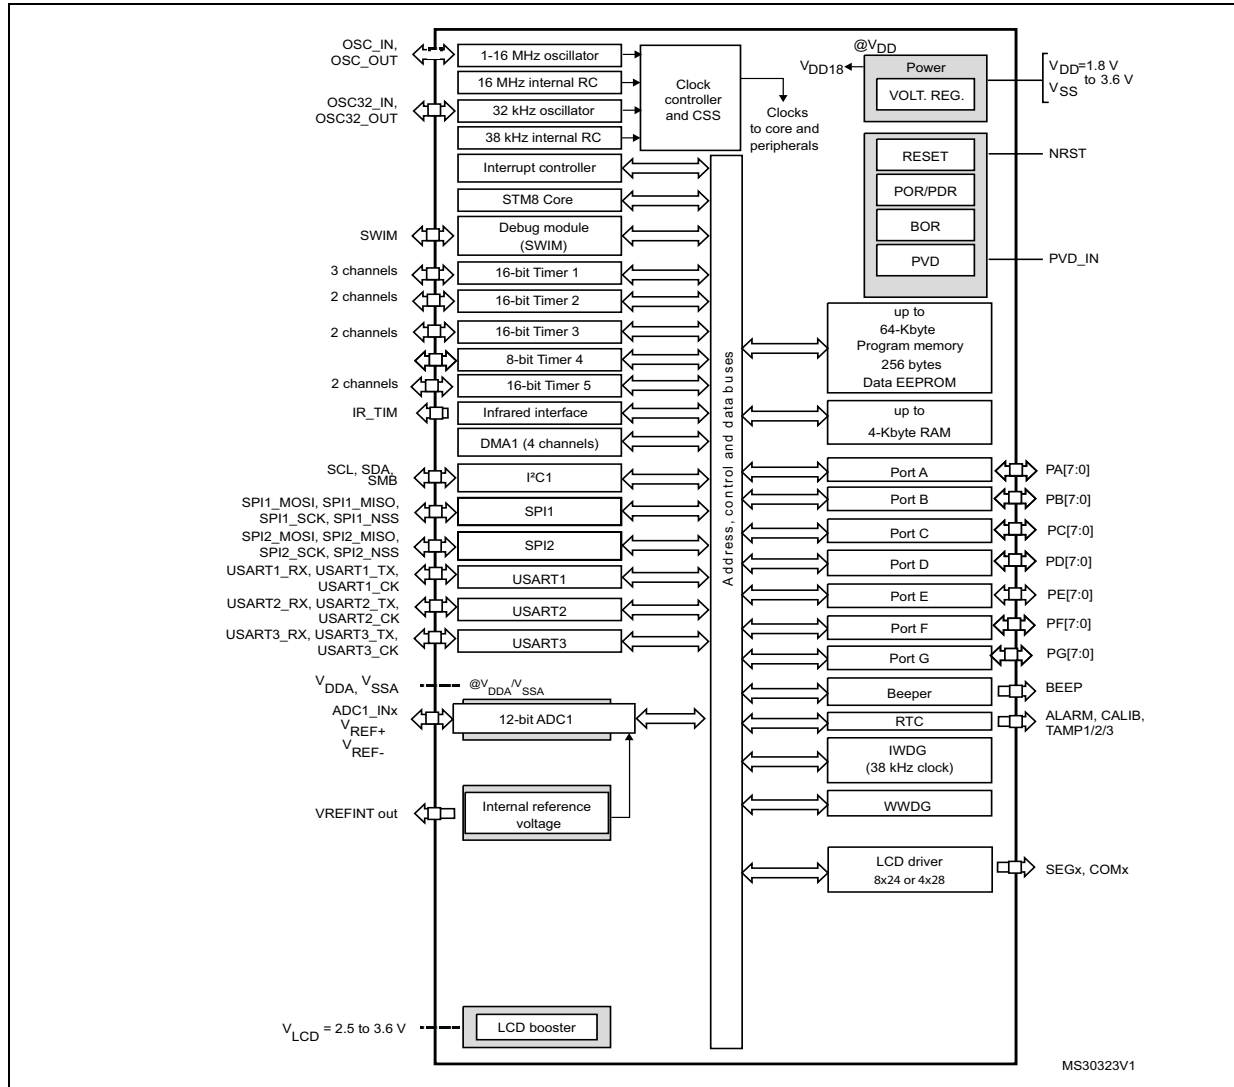 OSC_IN,
OSC_OUT
1-16 MHz oscillator
16 MHz internal RC
OSC32_IN,
OSC32_OUT
32 kHz oscillator
38 kHz internal RC
Clock
controller
and CSS
Clocks
to core and
peripherals
@VDD
VDD18
Power
VOLT. REG.
VDD=1.8 V
to 3.6 V
VSS
RESET
NRST
POR/PDR
BOR
PVD
PVD_IN
Interrupt controller
STM8 Core
SWIM
Debug module
(SWIM)
3 channels
16-bit Timer 1
2 channels
16-bit Timer 2
2 channels
16-bit Timer 3
8-bit Timer 4
2 channels
16-bit Timer 5
IR_TIM
Infrared interface
DMA1 (4 channels)
SCL, SDA,
SMB
I²C1
SPI1_MOSI, SPI1_MISO,
SPI1_SCK, SPI1_NSS
SPI1
SPI2_MOSI, SPI2_MISO,
SPI2_SCK, SPI2_NSS
SPI2
USART1_RX, USART1_TX,
USART1_CK
USART1
USART2_RX, USART2_TX,
USART2_CK
USART2
USART3_RX, USART3_TX,
USART3_CK
USART3
VDDA, VSSA
@VDDA/VSSA
ADC1_INx
VREF+
VREF-
12-bit ADC1
VREFINT out
Internal reference
voltage
VLCD = 2.5 to 3.6 V
LCD booster
Address, control and data buses
up to
64-Kbyte
Program memory
256 bytes
Data EEPROM
up to
4-Kbyte RAM
Port A
PA[7:0]
Port B
PB[7:0]
Port C
PC[7:0]
Port D
PD[7:0]
Port E
PE[7:0]
Port F
PF[7:0]
Port G
PG[7:0]
Beeper
BEEP
RTC
ALARM, CALIB,
TAMP1/2/3
IWDG
(38 kHz clock)
WWDG
LCD driver
8x24 or 4x28
SEGx, COMx
MS30323V1